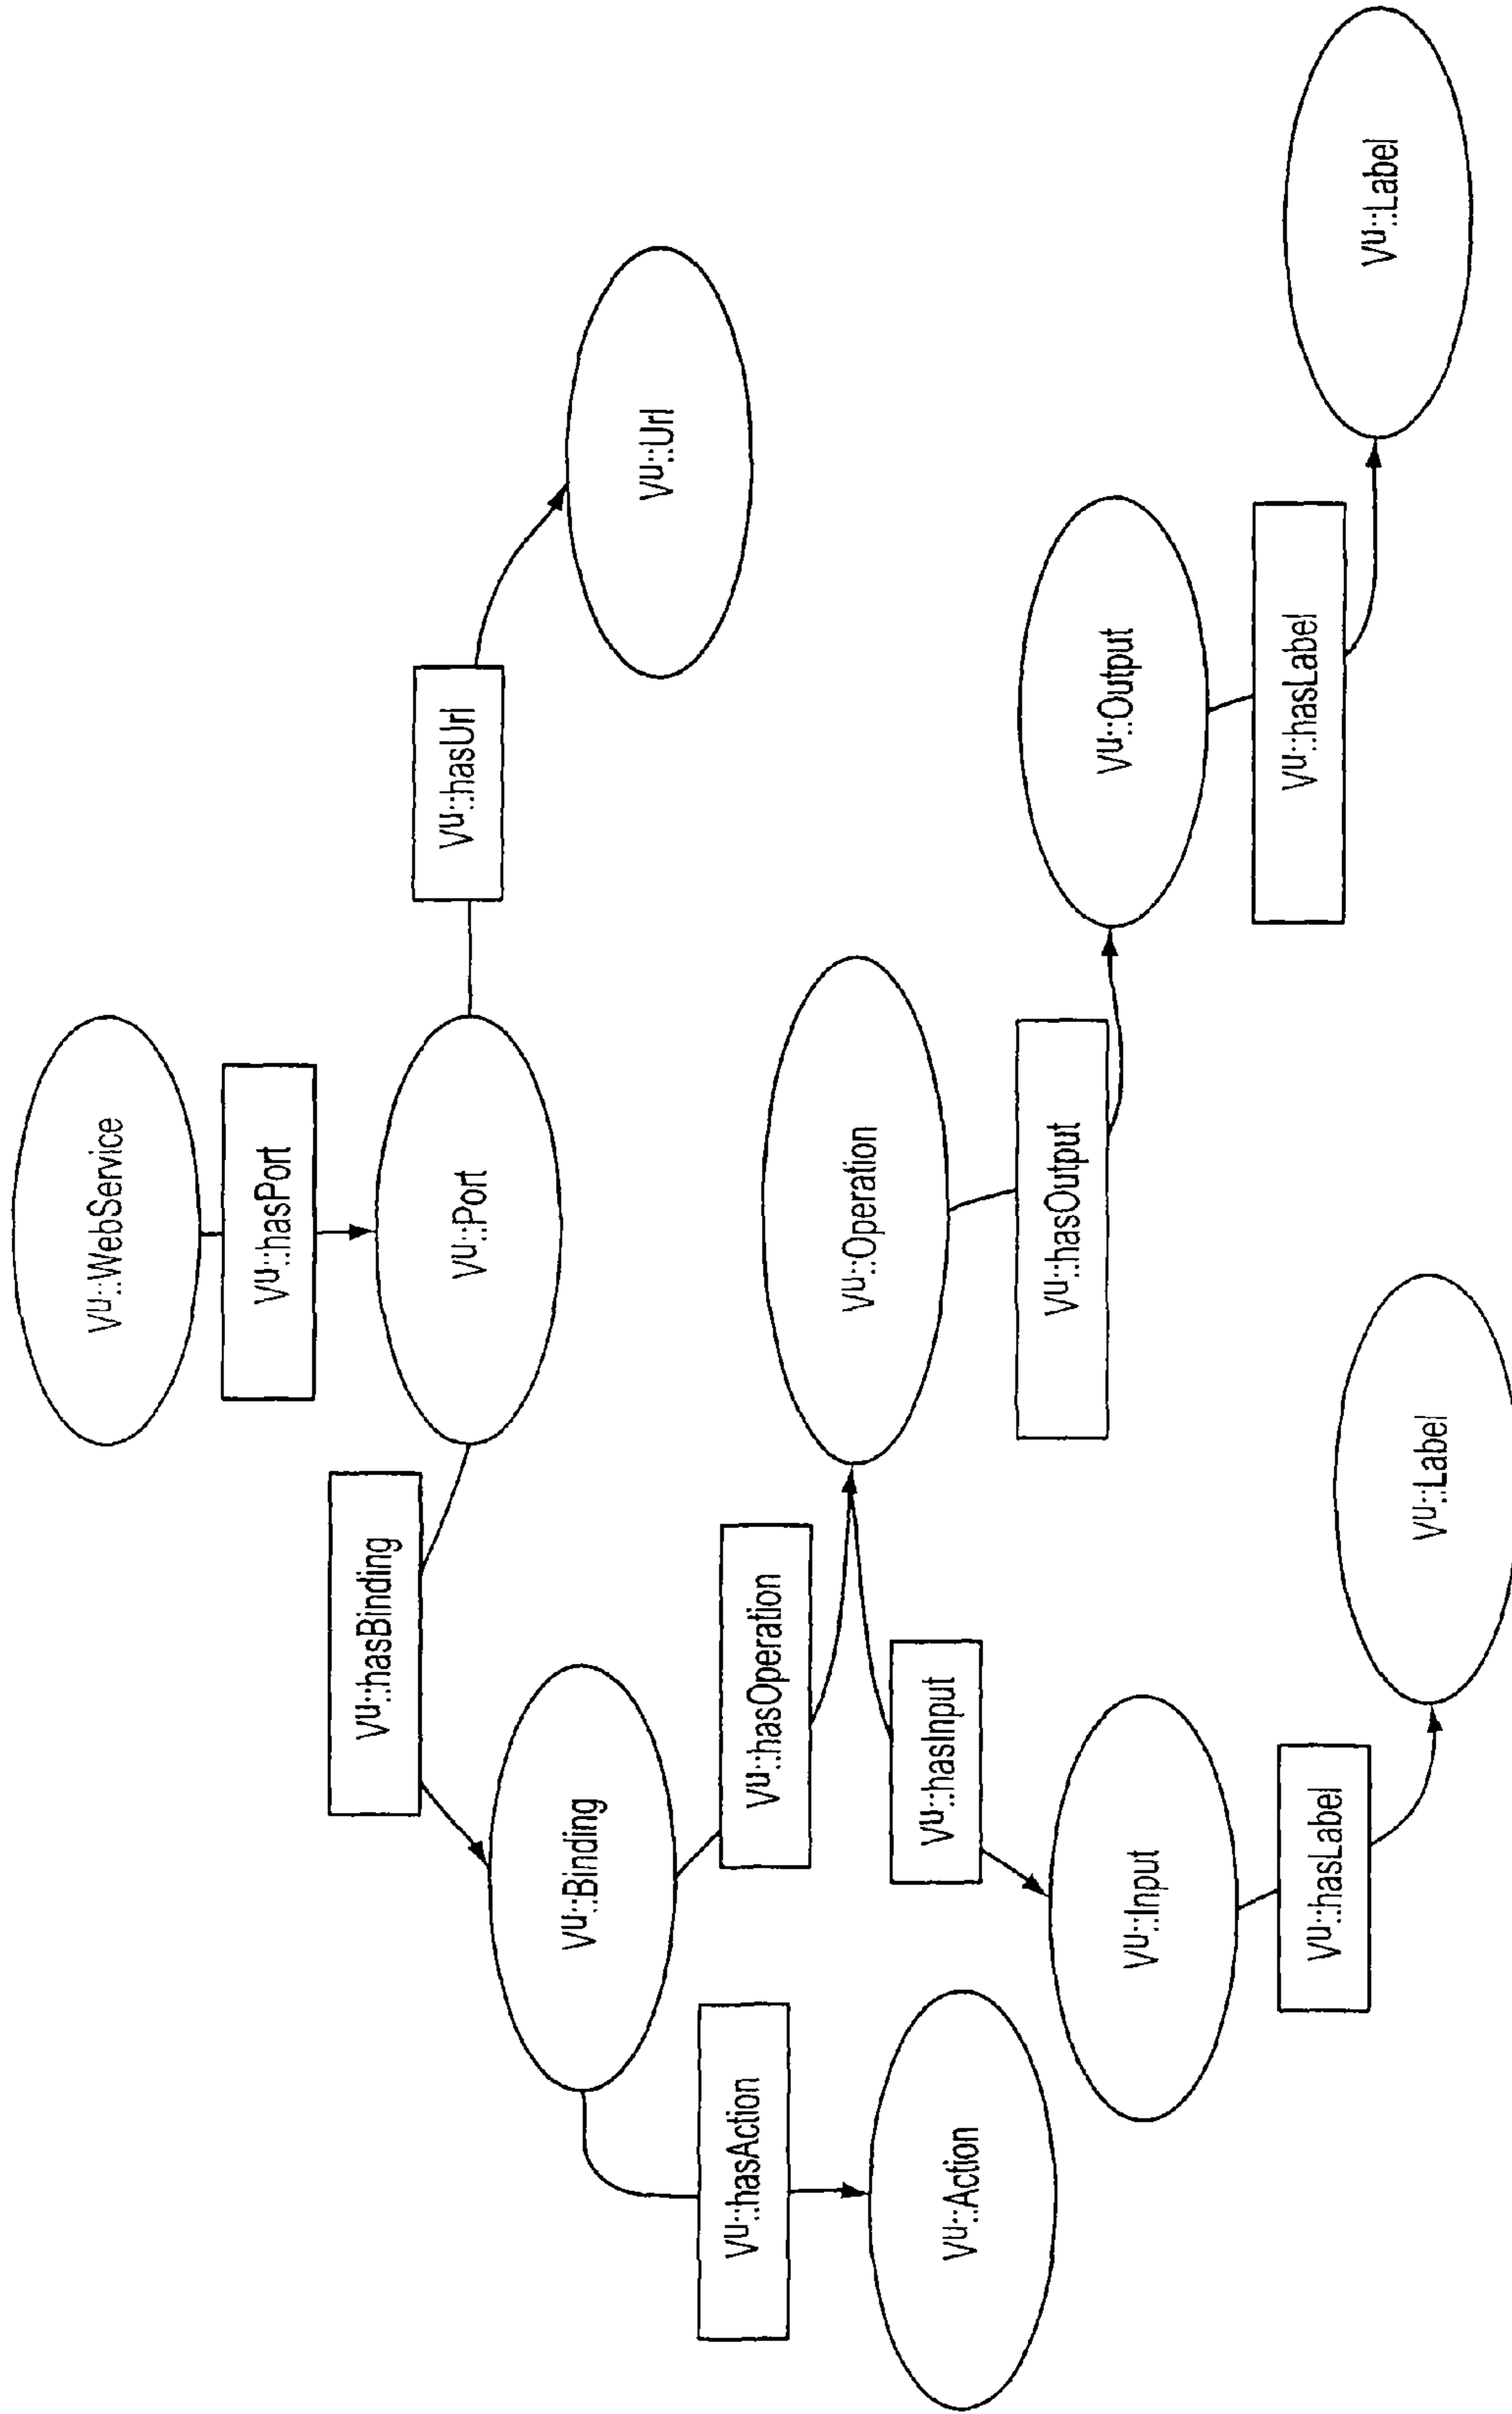 Vu::WebService
Vu::hasPort
Vu::hasBinding
Vu::Port
Vu::hasUrl
Vu::Binding
Vu::Url
Vu::hasAction
Vu::hasOperation
Vu::Operation
Vu::Action
Vu::hasInput
Vu::hasOutput
Vu::Output
Vu::Input
Vu::hasLabel
Vu::hasLabel
Vu::Label
Vu::Label